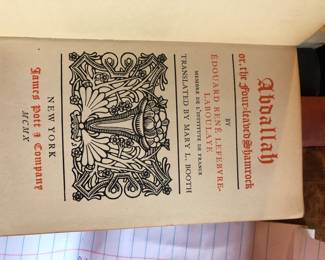 Abdallah
or, the Four-leaved Shamrock
BY
ÉDOUARD RENÉ LEFEBVRE-
LABOULAYE
MEMBRE DE L'INSTITUTE DE FRANCE
TRANSLATED BY MARY L. BOOTH
NEW YORK
James Pott & Company
MCMX